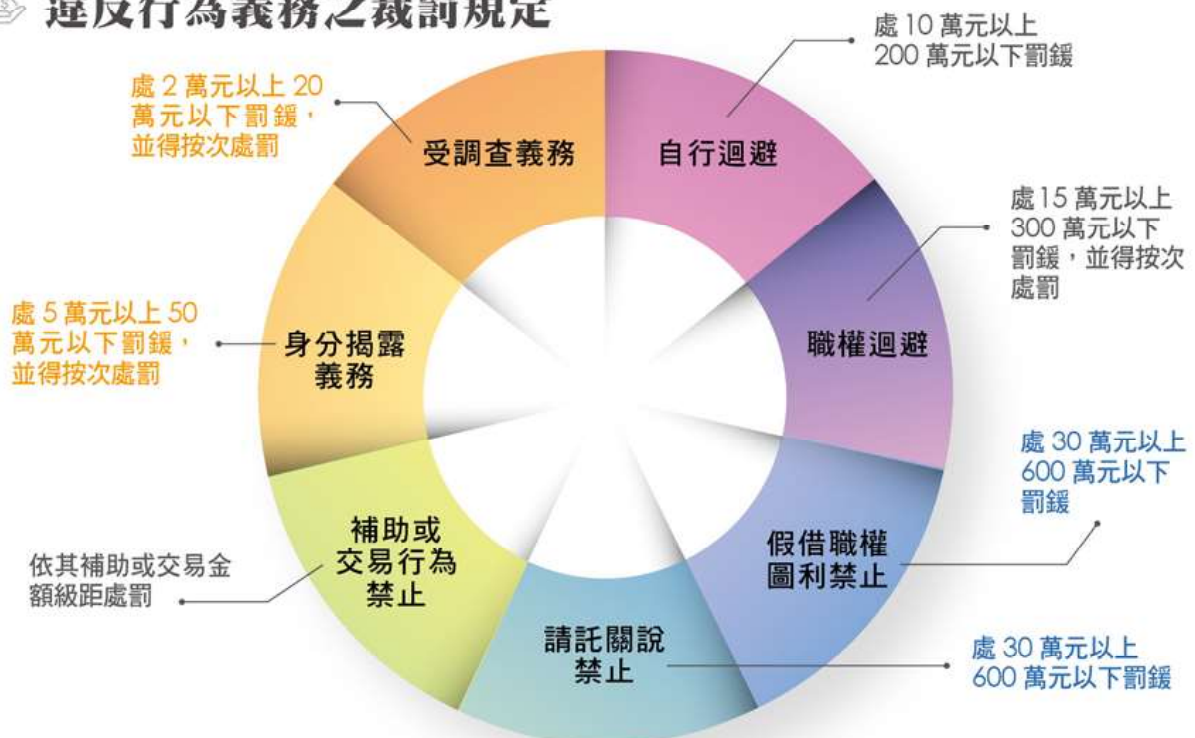 違反行為義務之裁罰規定
處 10 萬元以上
200 萬元以下罰鍰
自行迴避
處15 萬元以上
300 萬元以下
罰鍰，並得按次
處罰
職權迴避
處 30 萬元以上
600 萬元以下
罰鍰
假借職權
圖利禁止
處 30 萬元以上
600 萬元以下罰鍰
請託關說
禁止
依其補助或交易金
額級距處罰
補助或
交易行為
禁止
處 5 萬元以上 50
萬元以下罰鍰，
並得按次處罰
身分揭露
義務
處 2 萬元以上 20
萬元以下罰鍰，
並得按次處罰
受調查義務